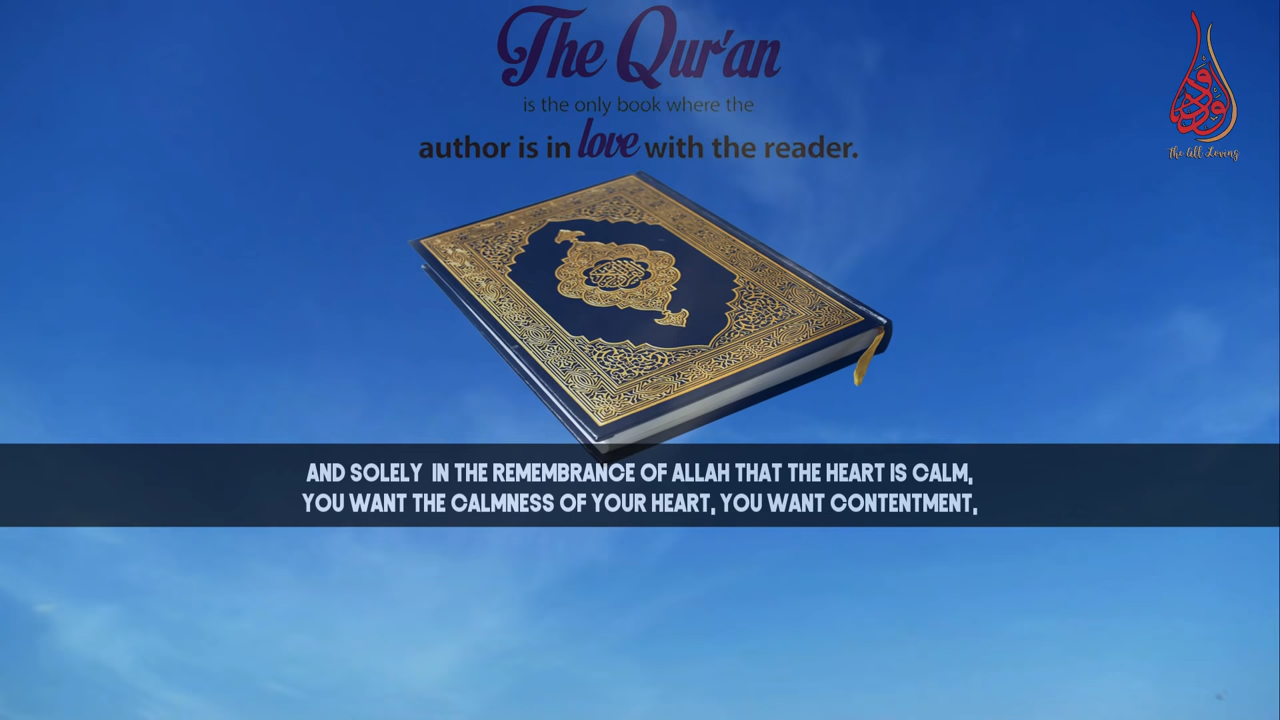 The Qur'an
is the only book where the
author is in love with the reader.
The All Loving
AND SOLELY IN THE REMEMBRANCE OF ALLAH THAT THE HEART IS CALM,
YOU WANT THE CALMNESS OF YOUR HEART, YOU WANT CONTENTMENT,